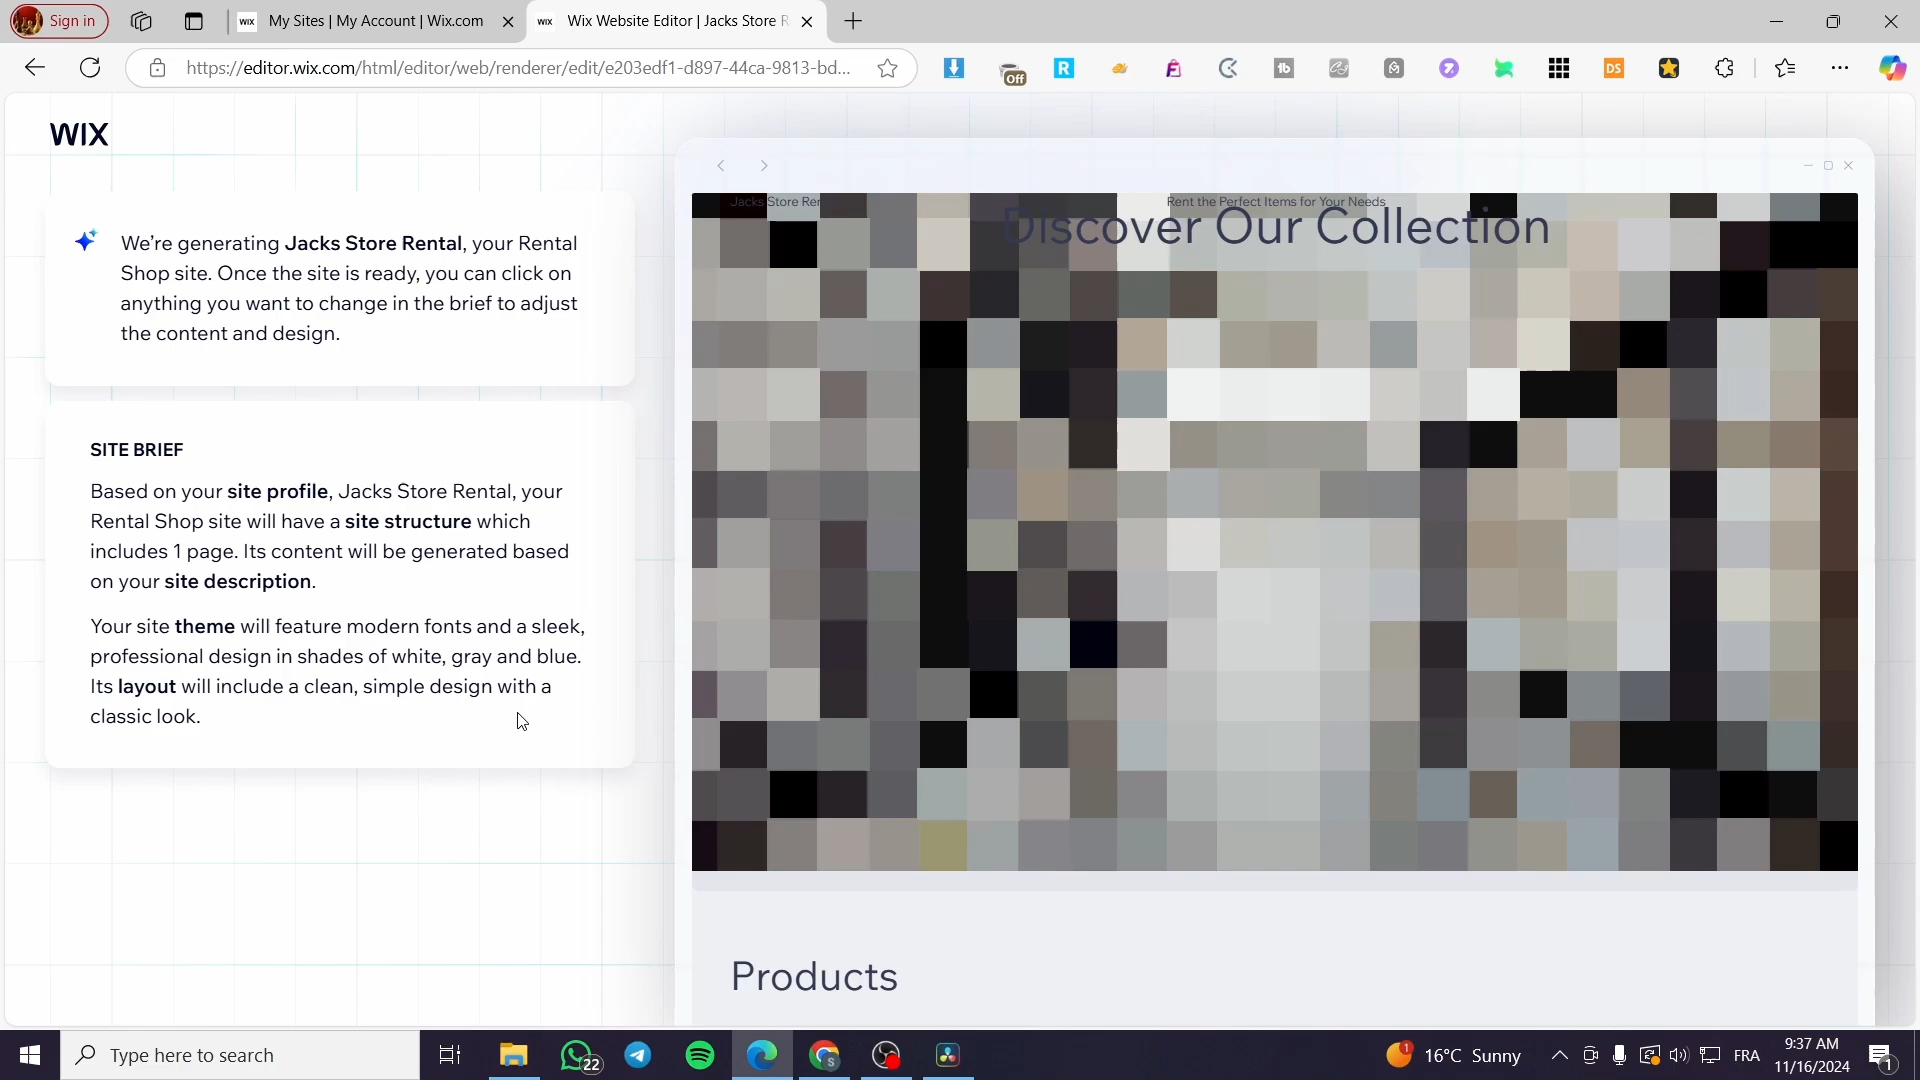 Sign in
My Sites | My Account | Wix.com
Wix Website Editor | Jacks Store R
https://editor.wix.com/html/editor/web/renderer/edit/e203edf1-d897-44ca-9813-bd...
Off
WIX
We're generating Jacks Store Rental, your Rental
Shop site. Once the site is ready, you can click on
anything you want to change in the brief to adjust
the content and design.
SITE BRIEF
Based on your site profile, Jacks Store Rental, your
Rental Shop site will have a site structure which
includes 1 page. Its content will be generated based
on your site description.
Your site theme will feature modern fonts and a sleek,
professional design in shades of white, gray and blue.
Its layout will include a clean, simple design with a
classic look.
Jacks Store Ren
Rent the Perfect Items for Your Needs
Discover Our Collection
Products
Type here to search
22
1
16°C Sunny
FRA
9:37 AM
11/16/2024
1